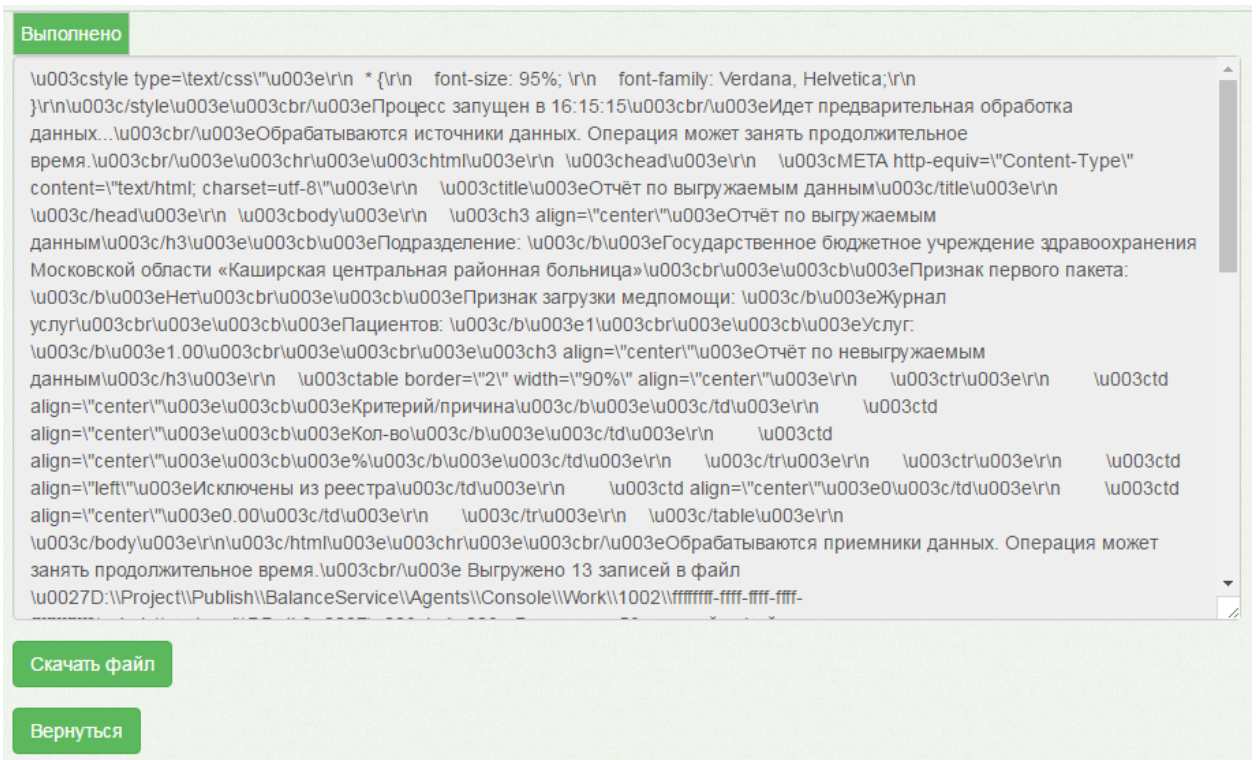 Выполнено
\u003cstyle type=\text/css\"\u003e\r\n * {\r\n font-size: 95%; \r\n font-family: Verdana, Helvetica;\r\n
}\r\n\u003c/style\u003e\u003cbr/\u003eПроцесс запущен в 16:15:15\u003cbr/\u003eИдет предварительная обработка
данных...\u003cbr/\u003eОбрабатываются источники данных. Операция может занять продолжительное
время.\u003cbr/\u003e\u003chr\u003e\u003chtml\u003e\r\n \u003chead\u003e\r\n \u003cMETA http-equiv=\"Content-Type\"
content=\"text/html; charset=utf-8\"\u003e\r\n \u003ctitle\u003eОтчёт по выгружаемым данным\u003c/title\u003e\r\n
\u003c/head\u003e\r\n \u003cbody\u003e\r\n \u003ch3 align=\"center\"\u003eОтчёт по выгружаемым
данным\u003c/h3\u003e\u003cb\u003eПодразделение: \u003c/b\u003eГосударственное бюджетное учреждение здравоохранения
Московской области «Каширская центральная районная больница»\u003cbr\u003e\u003cb\u003eПризнак первого пакета:
\u003c/b\u003eНет\u003cbr\u003e\u003cb\u003eПризнак загрузки медпомощи: \u003c/b\u003eЖурнал
услуг\u003cbr\u003e\u003cb\u003eПациентов: \u003c/b\u003e1\u003cbr\u003e\u003cb\u003eУслуг:
\u003c/b\u003e1.00\u003cbr\u003e\u003cbr\u003e\u003ch3 align=\"center\"\u003eОтчёт по невыгружаемым
данным\u003c/h3\u003e\r\n \u003ctable border=\"2\" width=\"90%\" align=\"center\"\u003e\r\n \u003ctr\u003e\r\n \u003ctd
align=\"center\"\u003e\u003cb\u003eКритерий/причина\u003c/b\u003e\u003c/td\u003e\r\n \u003ctd
align=\"center\"\u003e\u003cb\u003eКол-во\u003c/b\u003e\u003c/td\u003e\r\n \u003ctd
align=\"center\"\u003e\u003cb\u003e%\u003c/b\u003e\u003c/td\u003e\r\n \u003c/tr\u003e\r\n \u003ctr\u003e\r\n \u003ctd
align=\"left\"\u003eИсключены из реестра\u003c/td\u003e\r\n \u003ctd align=\"center\"\u003e0\u003c/td\u003e\r\n \u003ctd
align=\"center\"\u003e0.00\u003c/td\u003e\r\n \u003c/tr\u003e\r\n \u003c/table\u003e\r\n
\u003c/body\u003e\r\n\u003c/html\u003e\u003chr\u003e\u003cbr/\u003eОбрабатываются приемники данных. Операция может
занять продолжительное время.\u003cbr/\u003e Выгружено 13 записей в файл
\u0027D:\\Project\\Publish\\BalanceService\\Agents\\Console\\Work\\1002\\ffffffff-ffff-ffff-ffff-
Скачать файл
Вернуться